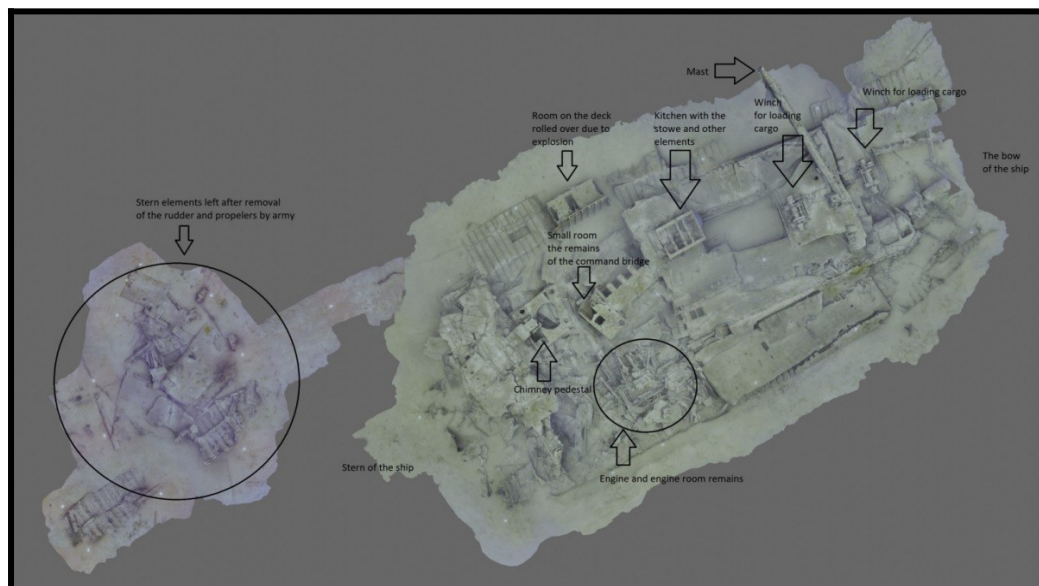 Mast
Winch for loading cargo
Winch
for loading
cargo
Room on the deck
rolled over due to
explosion
Kitchen with the
stowe and other
elements
The bow
of the ship
Stern elements left after removal
of the rudder and propelers by army
Small room
the remains
of the command bridge
Chimney pedestal
Stern of the ship
Engine and engine room remains